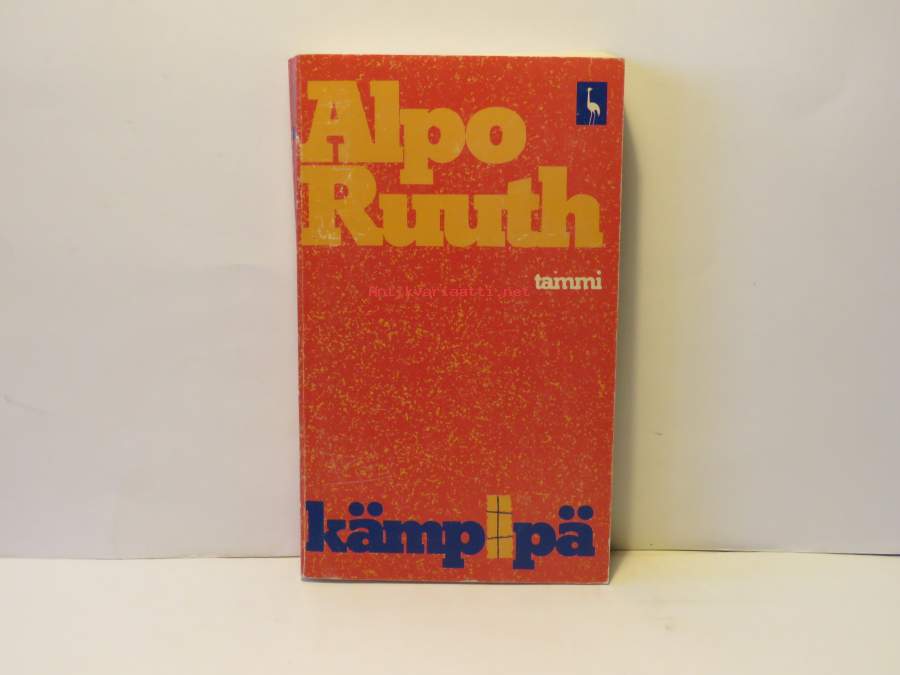 Alpo
Ruuth
tammi
Antikvariaatti.net
kämppä